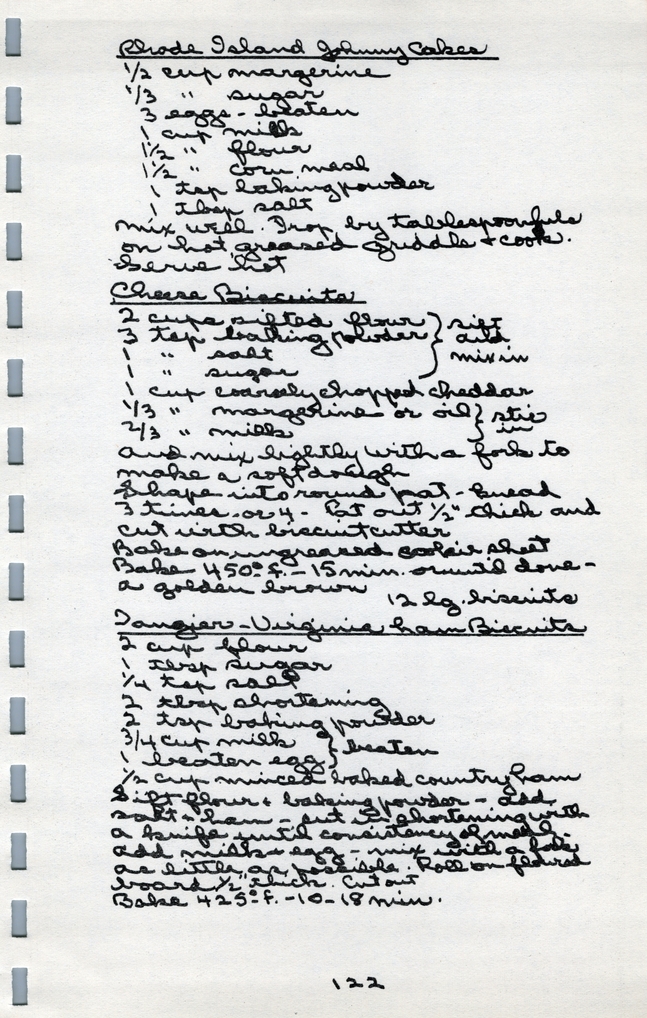 Rhode Island Johnny Cakes
1/2 cup margerine
1/3 " sugar
3 eggs - beaten
1 cup milk
1 1/2 " flour
1 1/2 " corn meal
1 tsp baking powder
1 tbsp salt
mix well. Drop by tablespoonfuls
on hot greased griddle + cook.
Serve hot
Cheese Biscuits
2 cups sifted flour } sift
3 tsp baking powder } and
1 " salt } mix in
1 " sugar
1 cup coarsely chopped cheddar
1/3 " margerine or oil } stir
2/3 " milk } in
and mix lightly with a fork to
make a soft dough
Shape into round pat - knead
3 times or 4 - Pat out 1/2" thick and
cut with biscuit cutter
Bake on ungreased cookie sheet
Bake 450° f. - 15 min. or until done -
a golden brown
12 lg. biscuits
Tangier - Virginia Ham Biscuits
2 cup flour
1 tbsp sugar
1/4 tsp salt
2 tbsp shortening
2 tsp baking powder
3/4 cup milk } beaten
1 beaten egg }
1/2 cup minced baked country ham
Sift flour + baking powder - add
salt + ham - cut in shortening with
a knife until consistency of meal -
add milk + egg - mix with a fork
as little as possible. Roll on floured
board 1/2" thick. Cut out
Bake 425° f. - 10 - 18 min.
122